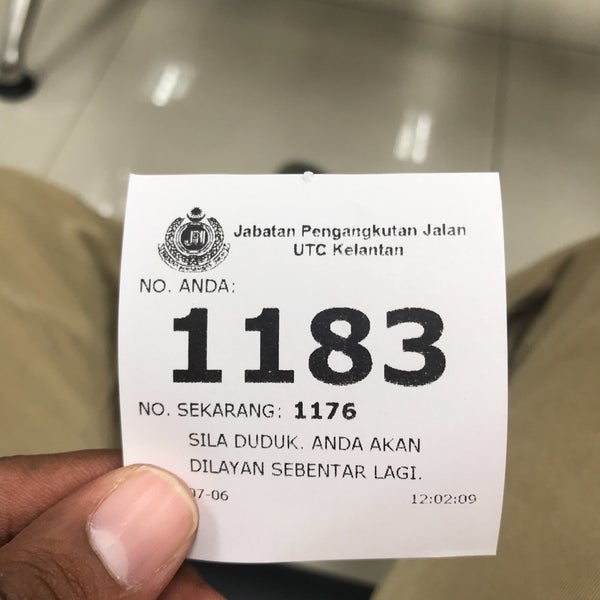 JPJ
Jabatan Pengangkutan Jalan
UTC Kelantan
NO. ANDA:
1183
NO. SEKARANG: 1176
SILA DUDUK. ANDA AKAN
DILAYAN SEBENTAR LAGI.
07-06 12:02:09